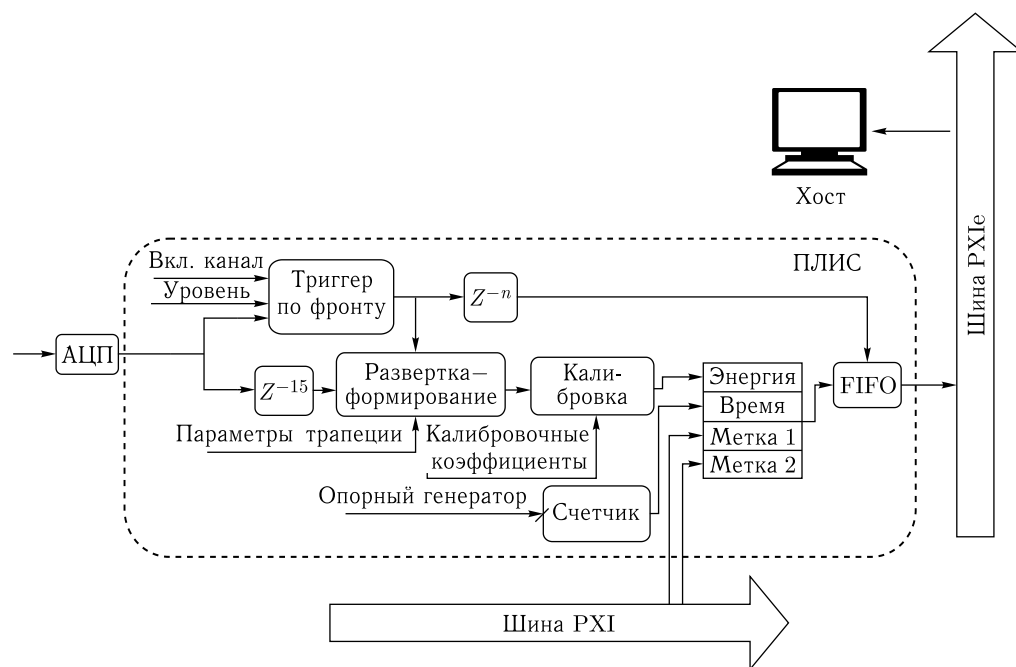 Шина PXIe
Хост
ПЛИС
Вкл. канал
Уровень
Триггер
по фронту
Z⁻ⁿ
АЦП
Z⁻¹⁵
Развертка—
формирование
Кали-
бровка
Энергия
Время
Метка 1
Метка 2
FIFO
Параметры трапеции
Калибровочные
коэффициенты
Опорный генератор
Счетчик
Шина PXI